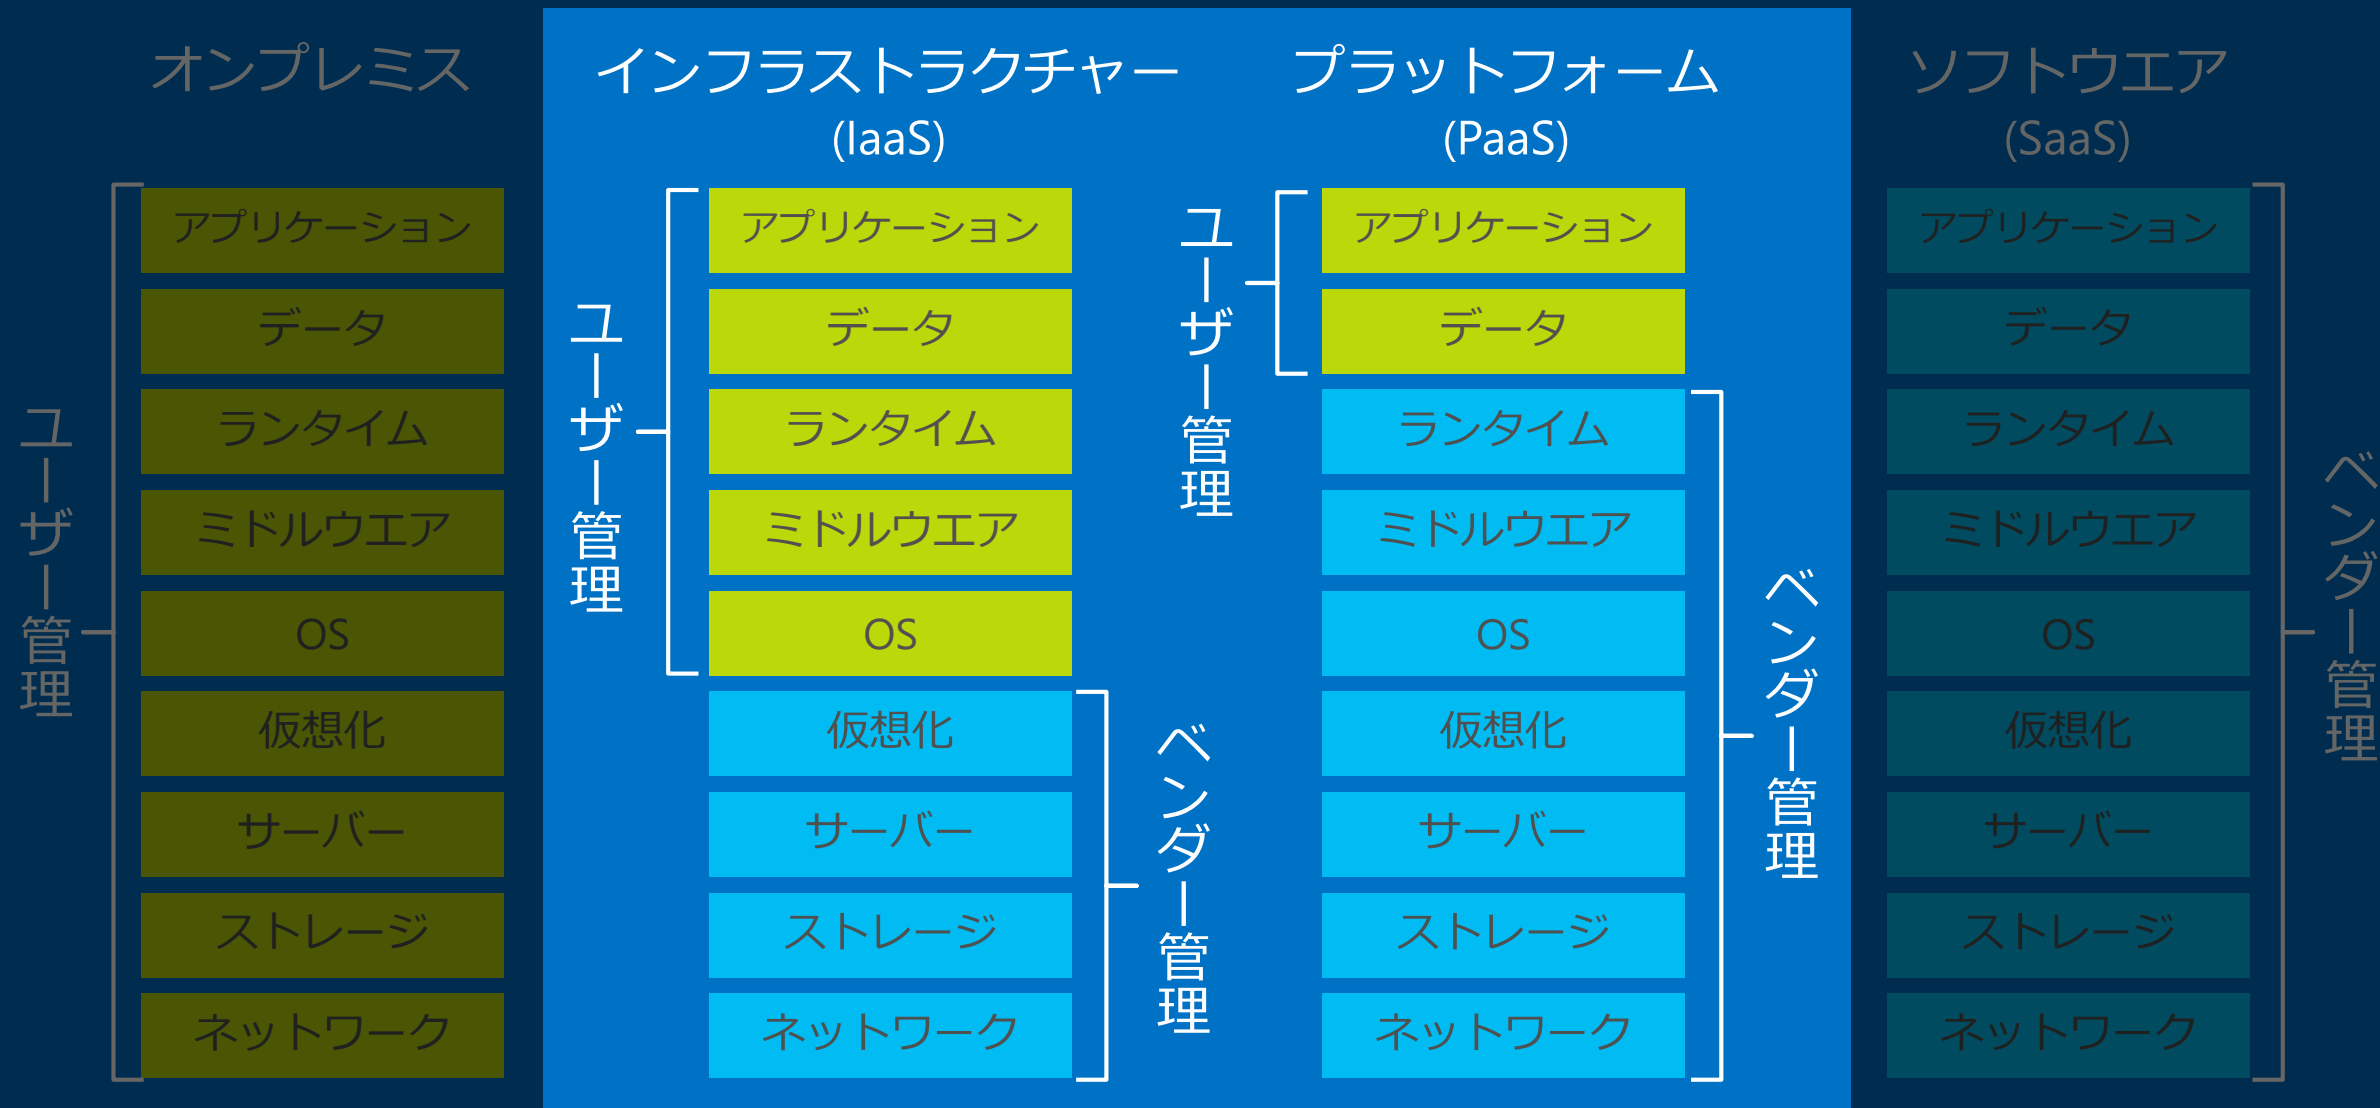 オンプレミス
ユーザー管理
アプリケーション
データ
ランタイム
ミドルウエア
OS
仮想化
サーバー
ストレージ
ネットワーク
インフラストラクチャー
(IaaS)
ユーザー管理
アプリケーション
データ
ランタイム
ミドルウエア
OS
仮想化
サーバー
ストレージ
ネットワーク
ベンダー管理
プラットフォーム
(PaaS)
ユーザー管理
アプリケーション
データ
ランタイム
ミドルウエア
OS
仮想化
サーバー
ストレージ
ネットワーク
ベンダー管理
ソフトウエア
(SaaS)
アプリケーション
データ
ランタイム
ミドルウエア
OS
仮想化
サーバー
ストレージ
ネットワーク
ベンダー管理